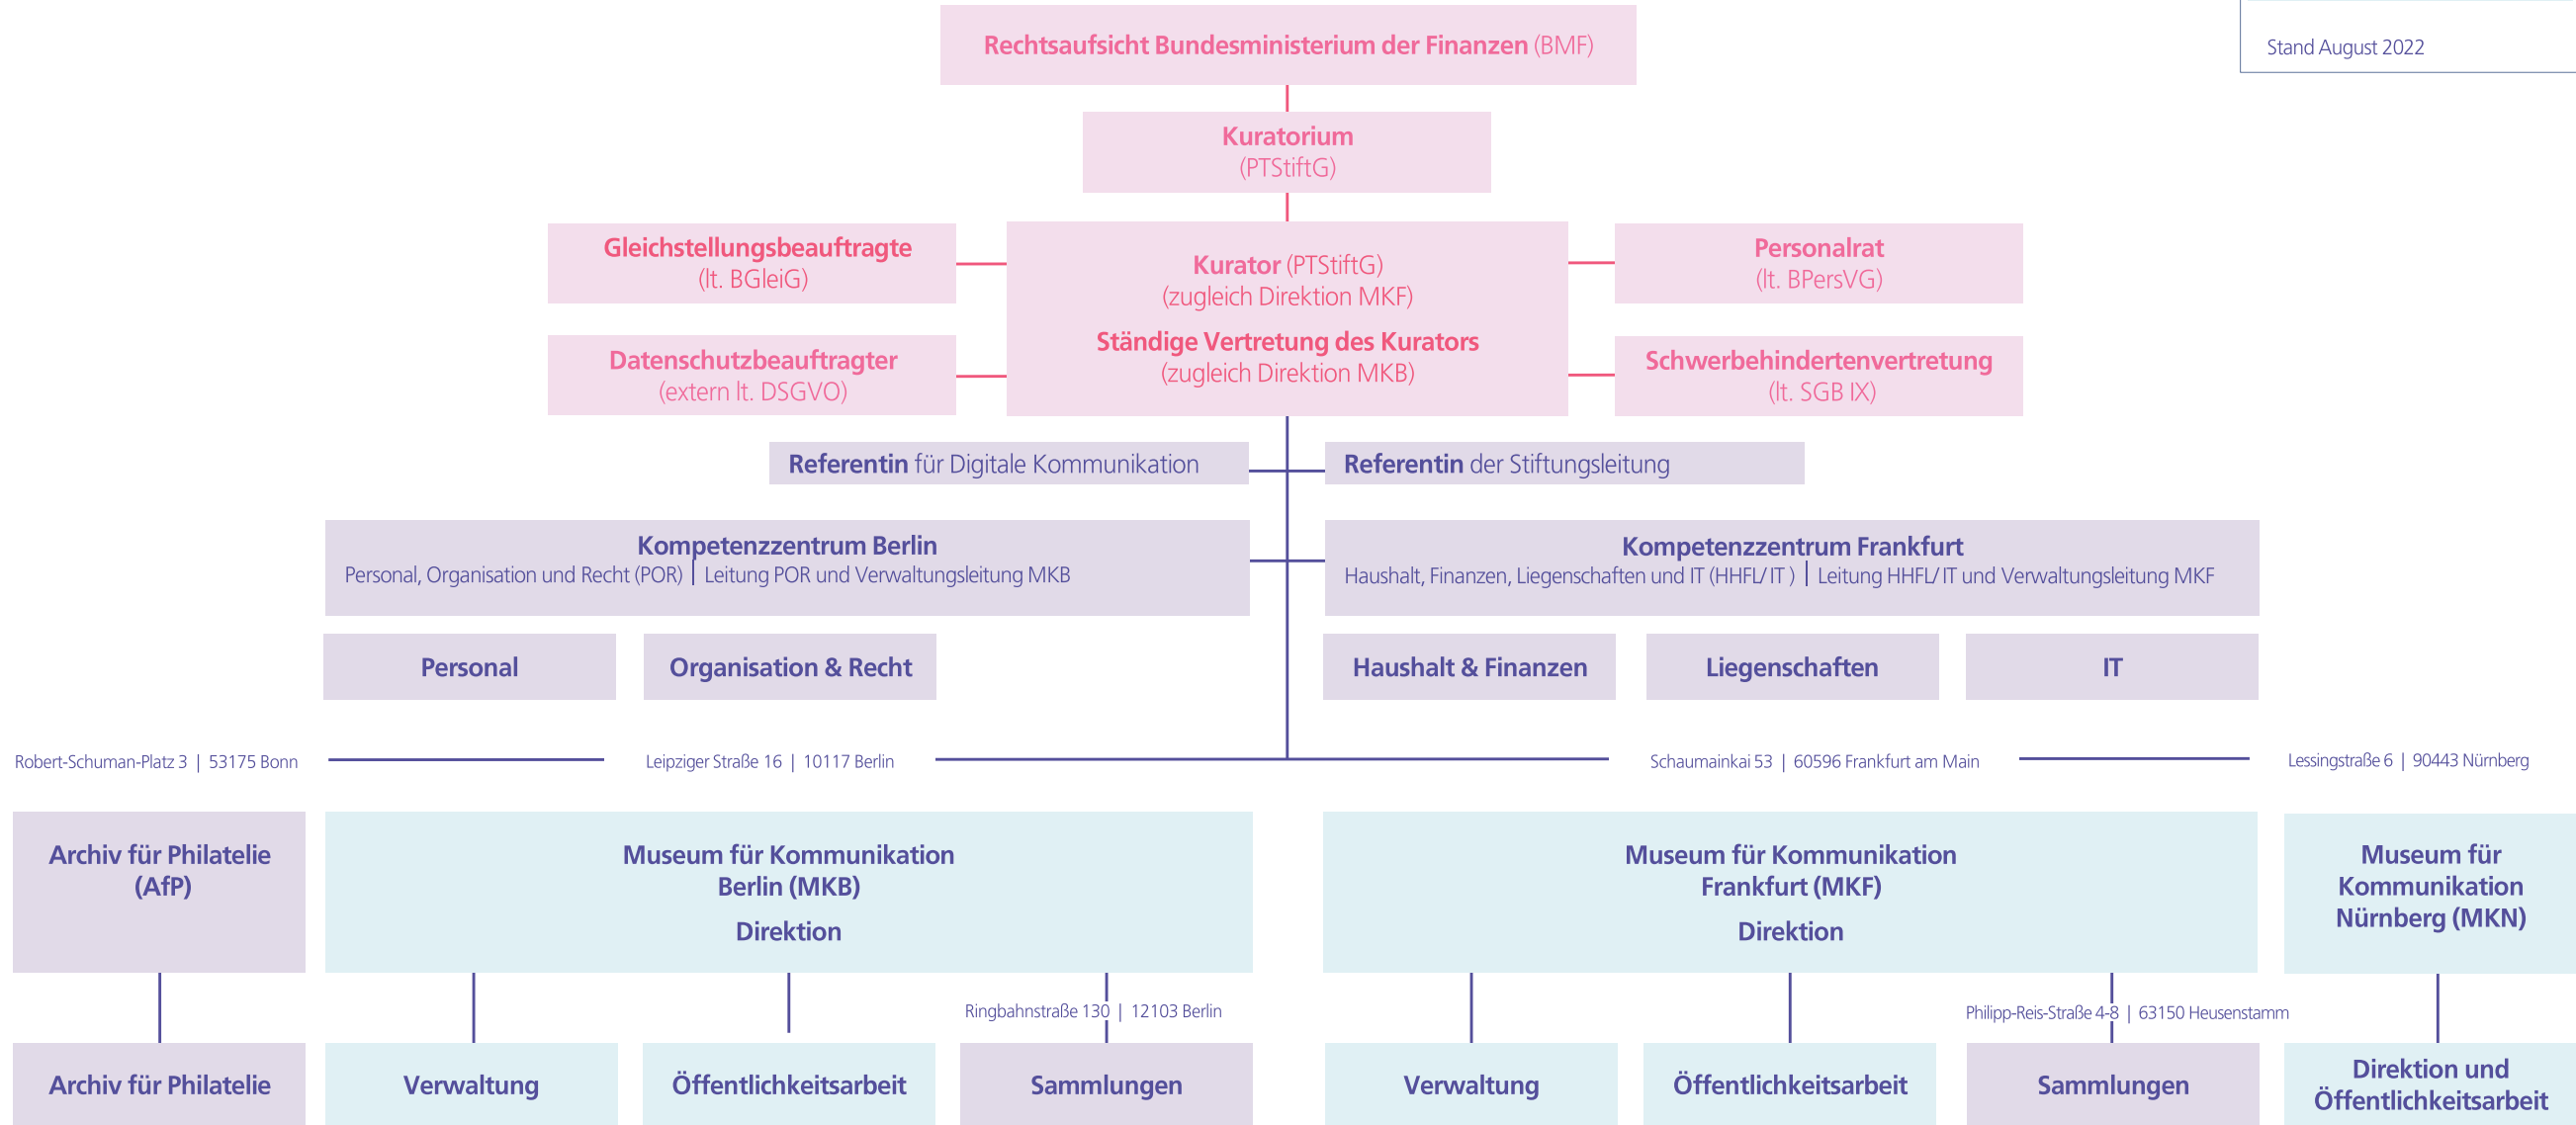 Stand August 2022
Rechtsaufsicht Bundesministerium der Finanzen (BMF)
Kuratorium
(PTStiftG)
Gleichstellungsbeauftragte
(lt. BGleiG)
Datenschutzbeauftragter
(extern lt. DSGVO)
Kurator (PTStiftG)
(zugleich Direktion MKF)
Ständige Vertretung des Kurators
(zugleich Direktion MKB)
Personalrat
(lt. BPersVG)
Schwerbehindertenvertretung
(lt. SGB IX)
Referentin für Digitale Kommunikation
Referentin der Stiftungsleitung
Kompetenzzentrum Berlin
Personal, Organisation und Recht (POR) | Leitung POR und Verwaltungsleitung MKB
Kompetenzzentrum Frankfurt
Haushalt, Finanzen, Liegenschaften und IT (HHFL/ IT ) | Leitung HHFL/ IT und Verwaltungsleitung MKF
Personal
Organisation & Recht
Haushalt & Finanzen
Liegenschaften
IT
Robert-Schuman-Platz 3 | 53175 Bonn
Leipziger Straße 16 | 10117 Berlin
Schaumainkai 53 | 60596 Frankfurt am Main
Lessingstraße 6 | 90443 Nürnberg
Archiv für Philatelie
(AfP)
Museum für Kommunikation
Berlin (MKB)
Direktion
Museum für Kommunikation
Frankfurt (MKF)
Direktion
Museum für
Kommunikation
Nürnberg (MKN)
Ringbahnstraße 130 | 12103 Berlin
Philipp-Reis-Straße 4-8 | 63150 Heusenstamm
Archiv für Philatelie
Verwaltung
Öffentlichkeitsarbeit
Sammlungen
Verwaltung
Öffentlichkeitsarbeit
Sammlungen
Direktion und
Öffentlichkeitsarbeit